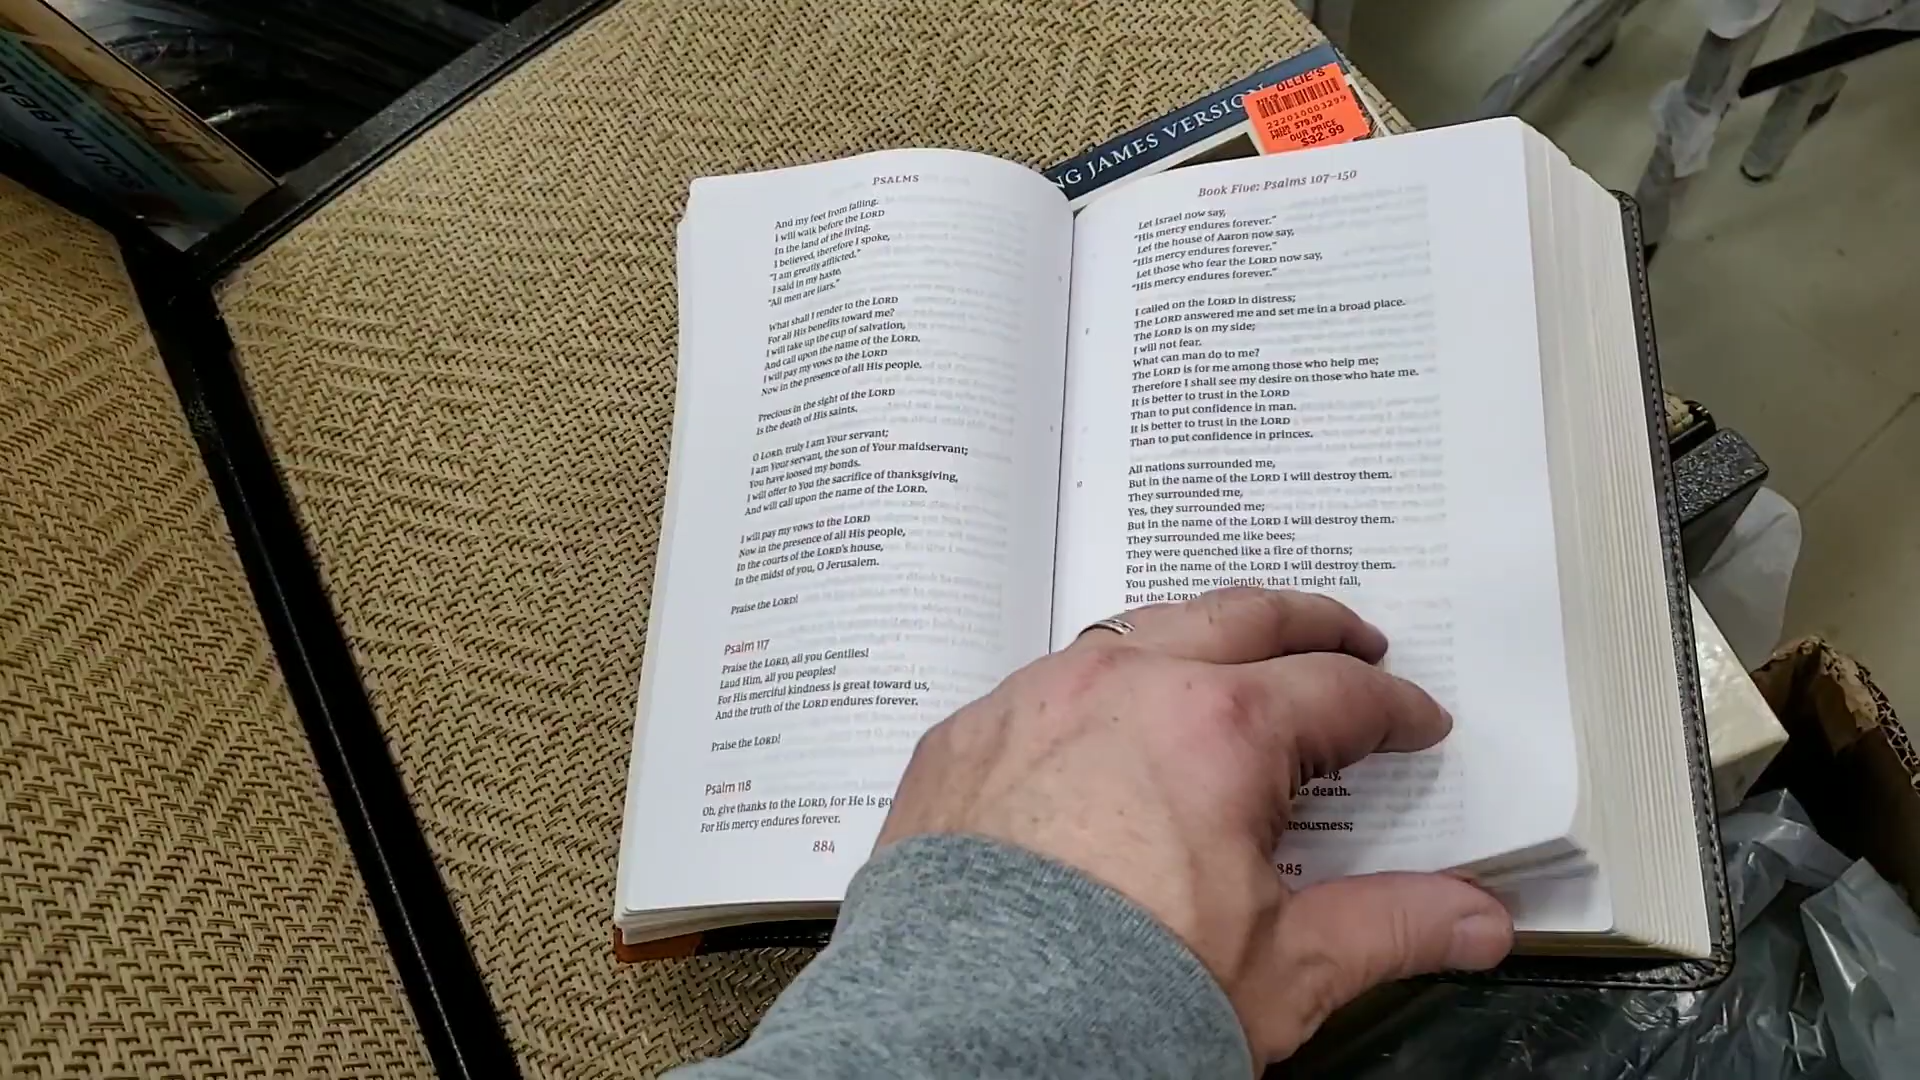 SOUTH BEA
NG JAMES VERSION
OLLIE'S
222010003299
PRICE $79.99
OUR PRICE
$32.99
PSALMS
And my feet from falling.
I will walk before the LORD
In the land of the living.
I believed, therefore I spoke,
"I am greatly afflicted."
I said in my haste,
"All men are liars."
What shall I render to the LORD
For all His benefits toward me?
I will take up the cup of salvation,
And call upon the name of the LORD.
I will pay my vows to the LORD
Now in the presence of all His people.
Precious in the sight of the LORD
Is the death of His saints.
O LORD, truly I am Your servant;
I am Your servant, the son of Your maidservant;
You have loosed my bonds.
I will offer to You the sacrifice of thanksgiving,
And will call upon the name of the LORD.
I will pay my vows to the LORD
Now in the presence of all His people,
In the courts of the LORD's house,
In the midst of you, O Jerusalem.
Praise the LORD!
Psalm 117
Praise the LORD, all you Gentiles!
Laud Him, all you peoples!
For His merciful kindness is great toward us,
And the truth of the LORD endures forever.
Praise the LORD!
Psalm 118
Oh, give thanks to the LORD, for He is go
For His mercy endures forever.
884
Book Five: Psalms 107–150
Let Israel now say,
"His mercy endures forever."
Let the house of Aaron now say,
"His mercy endures forever."
Let those who fear the LORD now say,
"His mercy endures forever."
I called on the LORD in distress;
The LORD answered me and set me in a broad place.
The LORD is on my side;
I will not fear.
What can man do to me?
The LORD is for me among those who help me;
Therefore I shall see my desire on those who hate me.
It is better to trust in the LORD
Than to put confidence in man.
It is better to trust in the LORD
Than to put confidence in princes.
All nations surrounded me,
But in the name of the LORD I will destroy them.
They surrounded me,
Yes, they surrounded me;
But in the name of the LORD I will destroy them.
They surrounded me like bees;
They were quenched like a fire of thorns;
For in the name of the LORD I will destroy them.
You pushed me violently, that I might fall,
But the LORD
ely,
to death.
teousness;
885